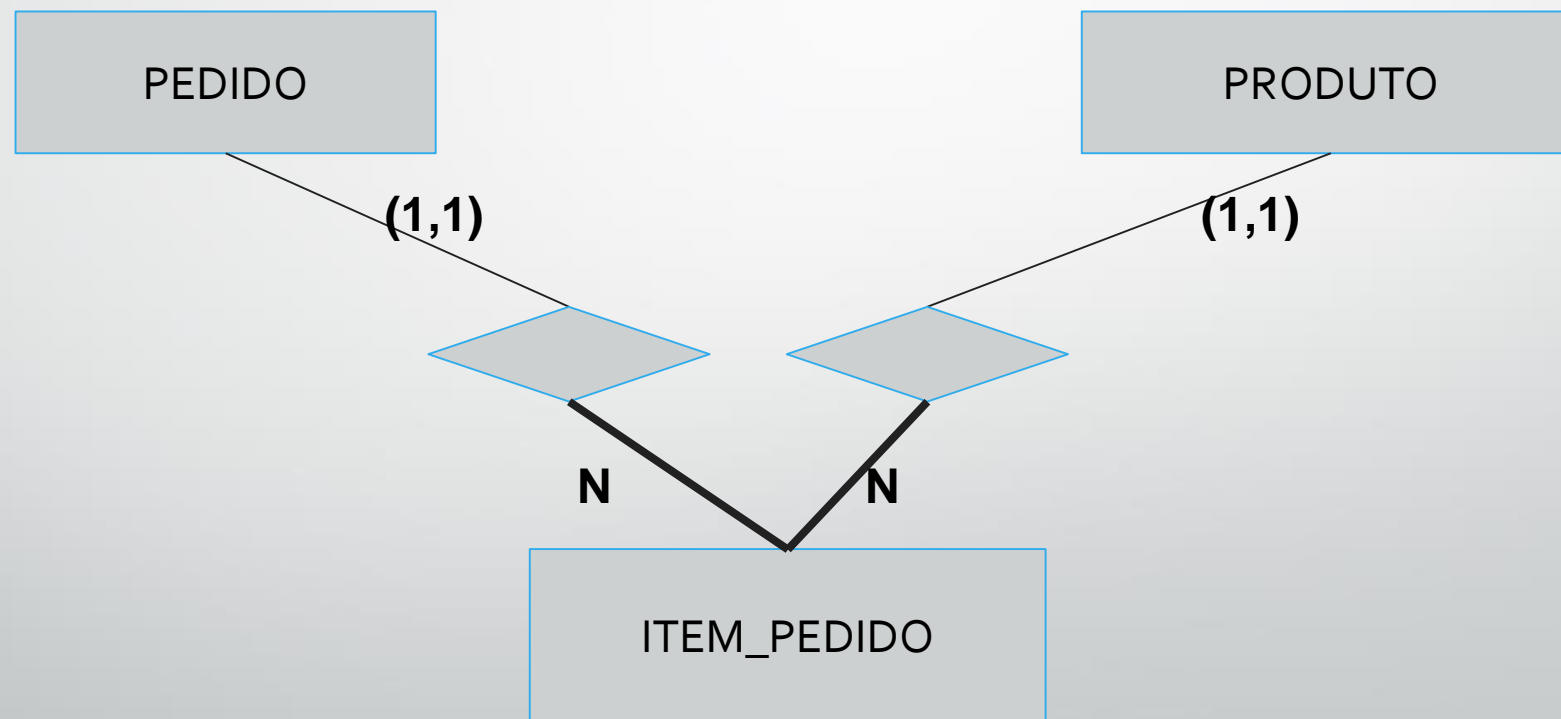 PEDIDO
PRODUTO
(1,1)
(1,1)
N
N
ITEM_PEDIDO